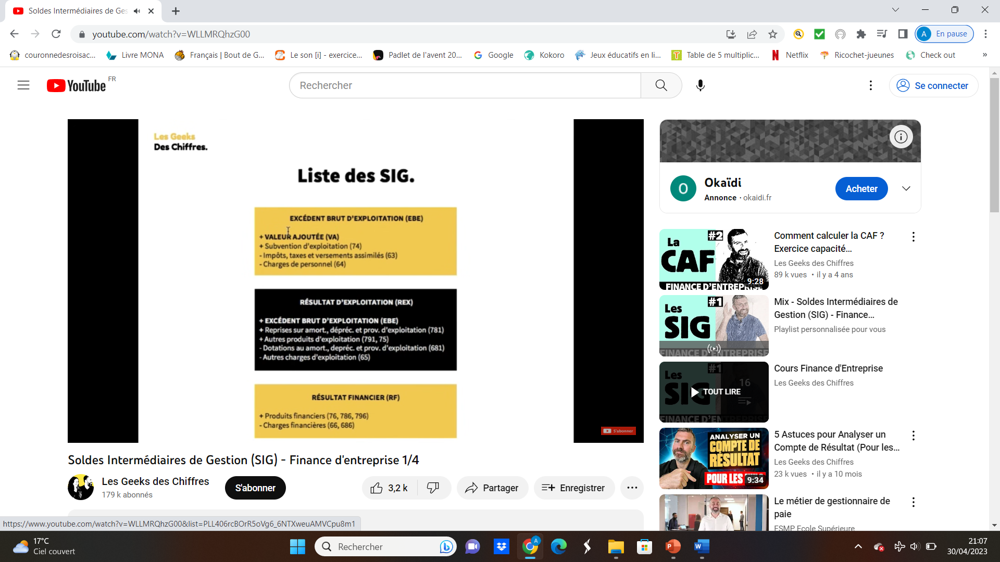 Soldes Intermédiaires de Ges
youtube.com/watch?v=WLLMRQhzG00
A En pause
couronnedesroisac...
Livre MONA
Français | Bout de G...
Le son [i] - exercice...
Padlet de l'avent 20...
Google
Kokoro
Jeux éducatifs en li...
T Table de 5 multiplic...
Netflix
Ricochet-jueunes
Check out
»
YouTube FR
Rechercher
Se connecter
Les Geeks
Des Chiffres.
Liste des SIG.
EXCÉDENT BRUT D'EXPLOITATION (EBE)
+ VALEUR AJOUTÉE (VA)
+ Subvention d'exploitation (74)
- Impôts, taxes et versements assimilés (63)
- Charges de personnel (64)
RÉSULTAT D'EXPLOITATION (REX)
+ EXCÉDENT BRUT D'EXPLOITATION (EBE)
+ Reprises sur amort., dépréc. et prov. d'exploitation (781)
+ Autres produits d'exploitation (791, 75)
- Dotations au amort., depréc. et prov. d'exploitation (681)
- Autres charges d'exploitation (65)
RÉSULTAT FINANCIER (RF)
+ Produits financiers (76, 786, 796)
- Charges financières (66, 686)
S'abonner
Soldes Intermédiaires de Gestion (SIG) - Finance d'entreprise 1/4
Les Geeks des Chiffres
179 k abonnés
S'abonner
3,2 k
Partager
Enregistrer
O
Okaïdi
Annonce · okaidi.fr
Acheter
La #2
CAF
9:28
FINANCE D'ENTREPRISE
Comment calculer la CAF ?
Exercice capacité...
Les Geeks des Chiffres
89 k vues • il y a 4 ans
Les #1
SIG
FINANCE D'ENTREPRISE
Mix - Soldes Intermédiaires de
Gestion (SIG) - Finance...
Playlist personnalisée pour vous
Les #1
SIG
16
TOUT LIRE
FINANCE D'EN
Cours Finance d'Entreprise
Les Geeks des Chiffres
ANALYSER UN
COMPTE DE
RÉSULTAT
POUR LES
9:34
5 Astuces pour Analyser un
Compte de Résultat (Pour les...
Les Geeks des Chiffres
23 k vues • il y a 10 mois
Le métier de gestionnaire de
paie
ESMP Ecole Supérieure
https://www.youtube.com/watch?v=WLLMRQhzG00&list=PLL406rcBOrR5oVg6_6NTXweuAMVCpu8m1
17°C
Ciel couvert
Rechercher
21:07
30/04/2023